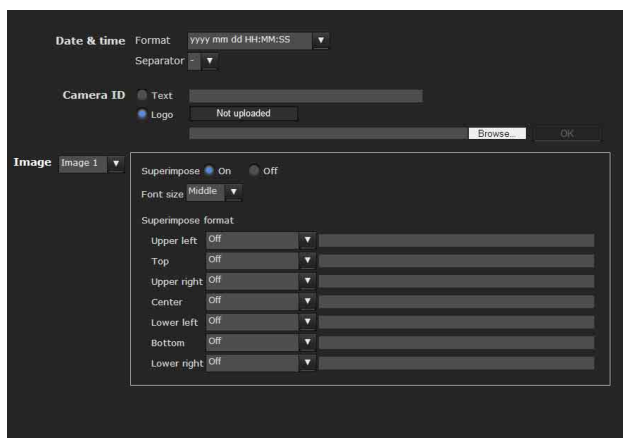 Date & time Format yyyy mm dd HH:MM:SS
Separator -
Camera ID Text
Logo Not uploaded
Browse... OK
Image Image 1
Superimpose On Off
Font size Middle
Superimpose format
Upper left Off
Top Off
Upper right Off
Center Off
Lower left Off
Bottom Off
Lower right Off